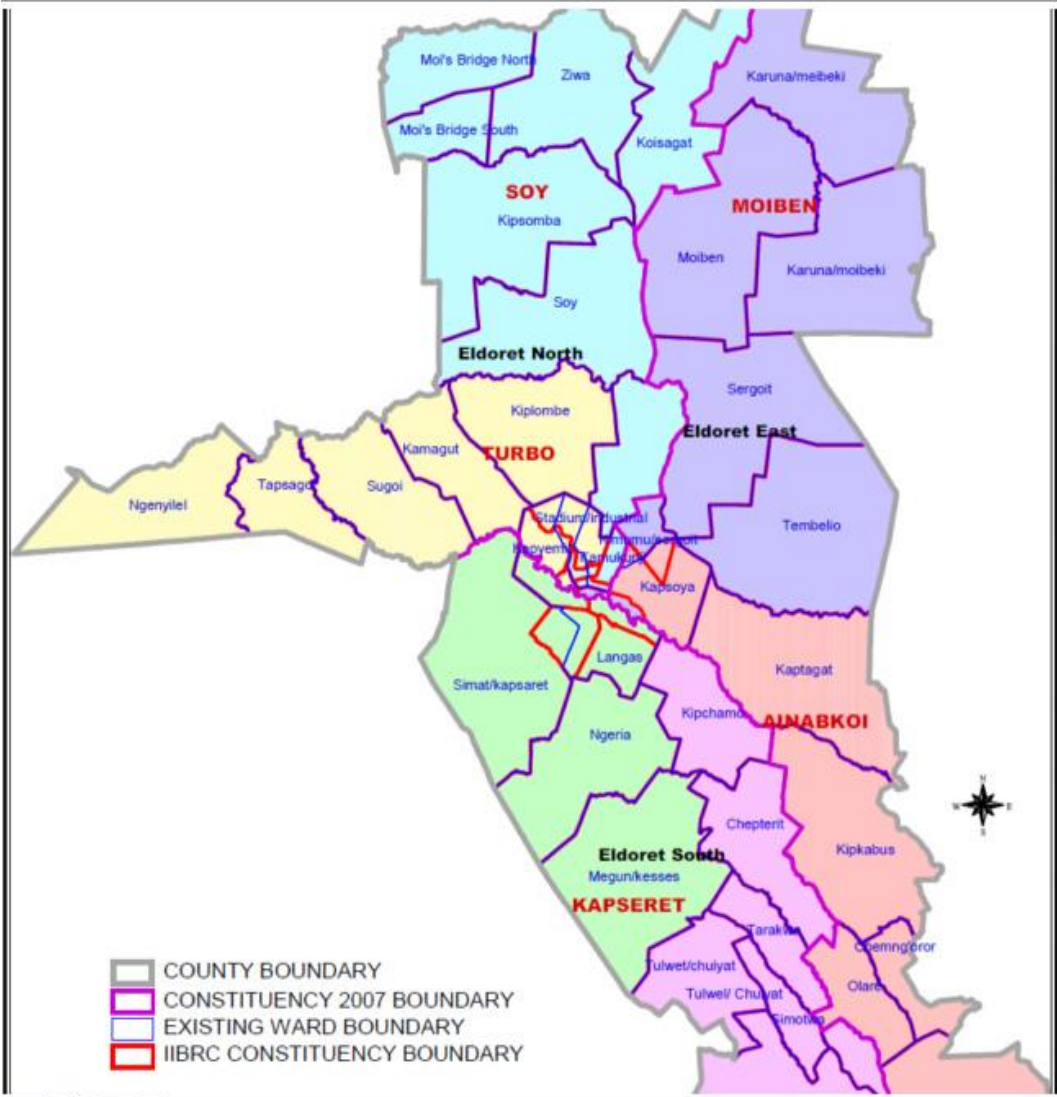 Moi's Bridge North
Ziwa
Karuna/meibeki
Moi's Bridge South
Koisagat
SOY
MOIBEN
Kipsomba
Moiben
Karuna/moibeki
Soy
Eldoret North
Sergoit
Kiplombe
Eldoret East
Kamagut
TURBO
Tapsago
Sugoi
Ngenyilel
Stadium/industrial
Tembelio
Kapsoya
Langas
Kaptagat
Simat/kapsaret
Kipchamo
AINABKOI
Ngeria
N
W E
S
Chepterit
Kipkabus
Eldoret South
Megun/kesses
KAPSERET
Tarakwa
Chemng'oror
Tulwet/chuiyat
Olare
Tulwel/ Chuiyat
Simotwo
COUNTY BOUNDARY
CONSTITUENCY 2007 BOUNDARY
EXISTING WARD BOUNDARY
IIBRC CONSTITUENCY BOUNDARY